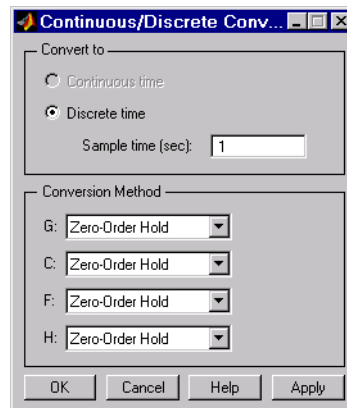 Continuous/Discrete Conv...
Convert to
Continuous time
Discrete time
Sample time (sec): 1
Conversion Method
G: Zero-Order Hold
C: Zero-Order Hold
F: Zero-Order Hold
H: Zero-Order Hold
OK Cancel Help Apply